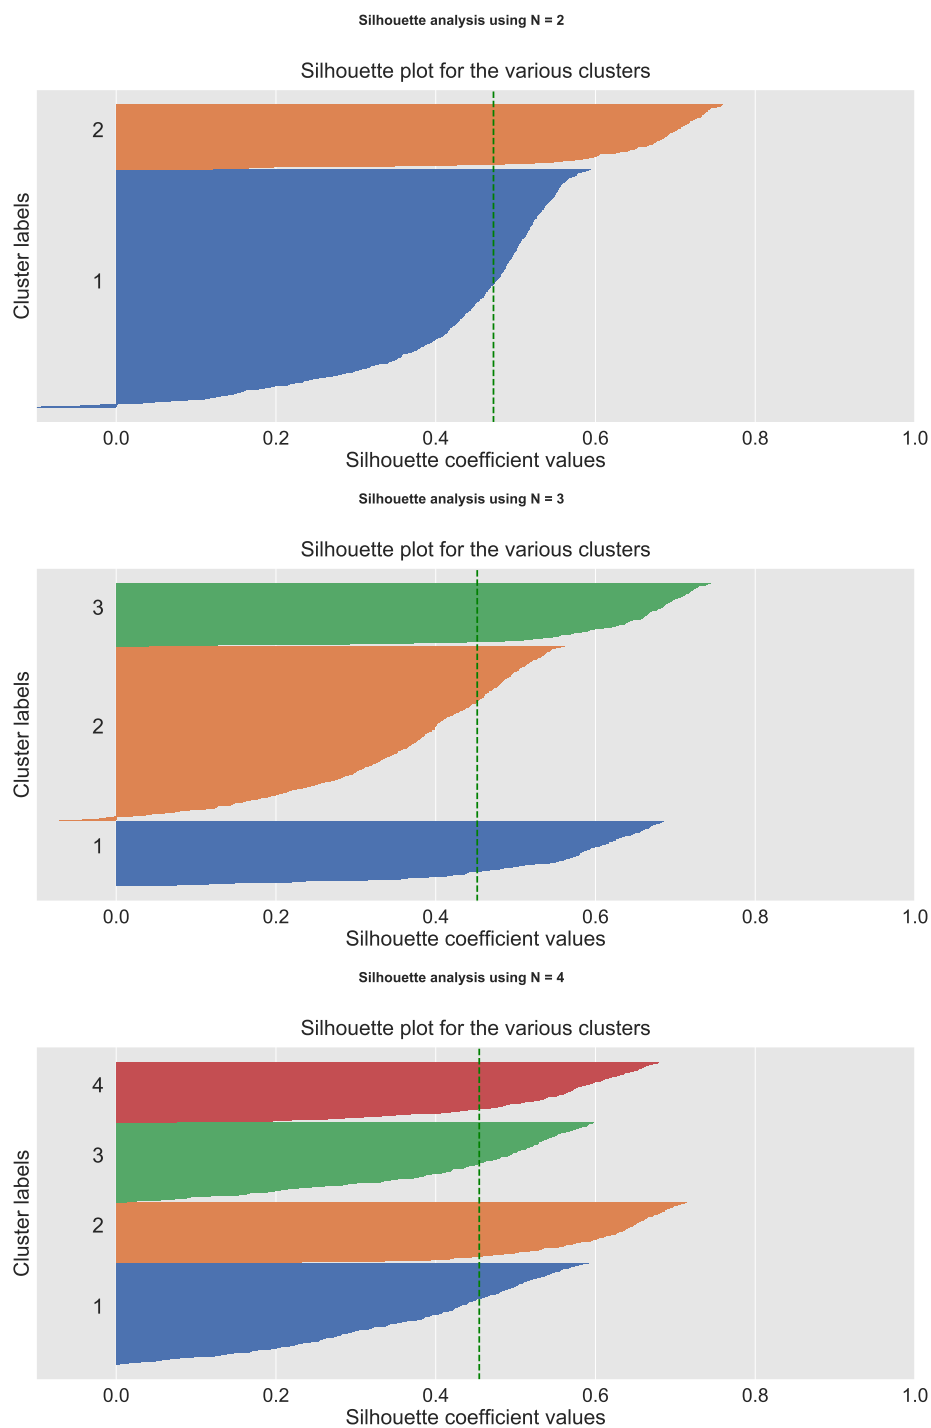 Silhouette analysis using N = 2
Silhouette plot for the various clusters
Cluster labels
2
1
0.0 0.2 0.4 0.6 0.8 1.0
Silhouette coefficient values
Silhouette analysis using N = 3
Silhouette plot for the various clusters
Cluster labels
3
2
1
0.0 0.2 0.4 0.6 0.8 1.0
Silhouette coefficient values
Silhouette analysis using N = 4
Silhouette plot for the various clusters
Cluster labels
4
3
2
1
0.0 0.2 0.4 0.6 0.8 1.0
Silhouette coefficient values